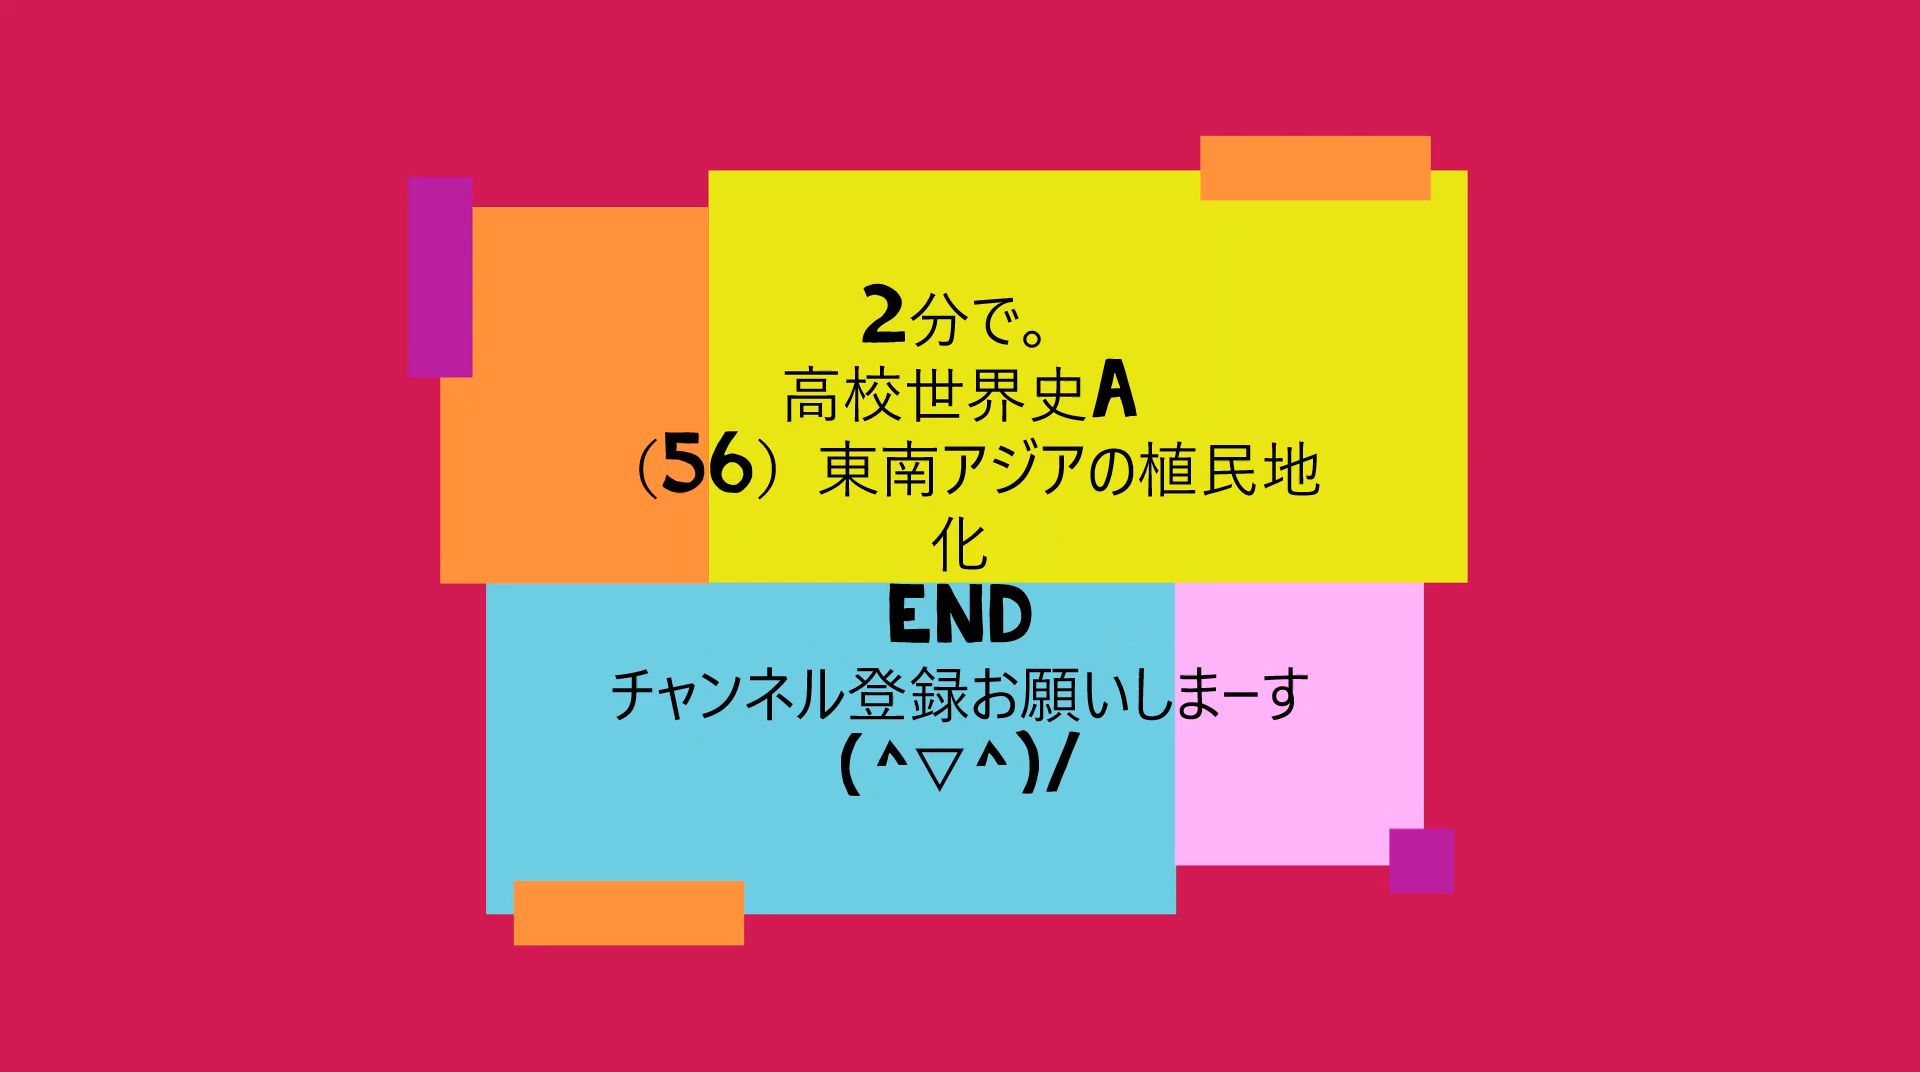 2分で。
高校世界史A
（56）東南アジアの植民地
化
END
チャンネル登録お願いしまーす
(^▽^)/